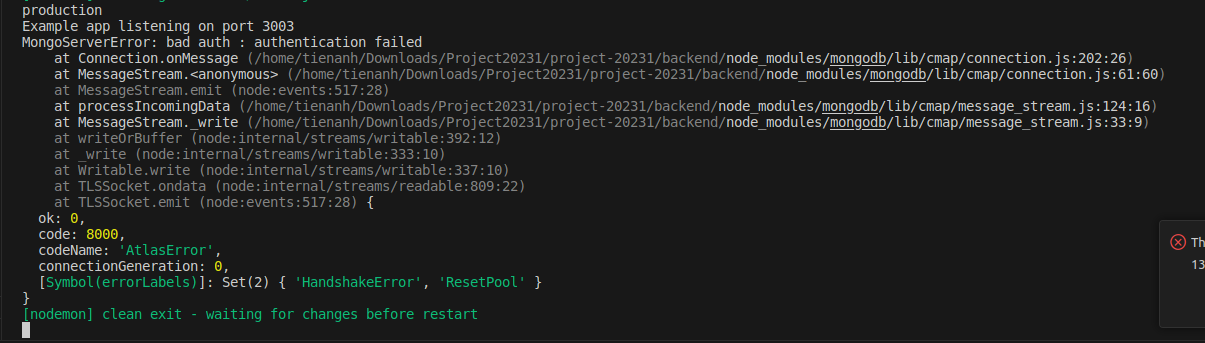 production
Example app listening on port 3003
MongoServerError: bad auth : authentication failed
    at Connection.onMessage (/home/tienanh/Downloads/Project20231/project-20231/backend/node_modules/mongodb/lib/cmap/connection.js:202:26)
    at MessageStream.<anonymous> (/home/tienanh/Downloads/Project20231/project-20231/backend/node_modules/mongodb/lib/cmap/connection.js:61:60)
    at MessageStream.emit (node:events:517:28)
    at processIncomingData (/home/tienanh/Downloads/Project20231/project-20231/backend/node_modules/mongodb/lib/cmap/message_stream.js:124:16)
    at MessageStream._write (/home/tienanh/Downloads/Project20231/project-20231/backend/node_modules/mongodb/lib/cmap/message_stream.js:33:9)
    at writeOrBuffer (node:internal/streams/writable:392:12)
    at _write (node:internal/streams/writable:333:10)
    at Writable.write (node:internal/streams/writable:337:10)
    at TLSSocket.ondata (node:internal/streams/readable:809:22)
    at TLSSocket.emit (node:events:517:28) {
  ok: 0,
  code: 8000,
  codeName: 'AtlasError',
  connectionGeneration: 0,
  [Symbol(errorLabels)]: Set(2) { 'HandshakeError', 'ResetPool' }
}
[nodemon] clean exit - waiting for changes before restart
Th
13